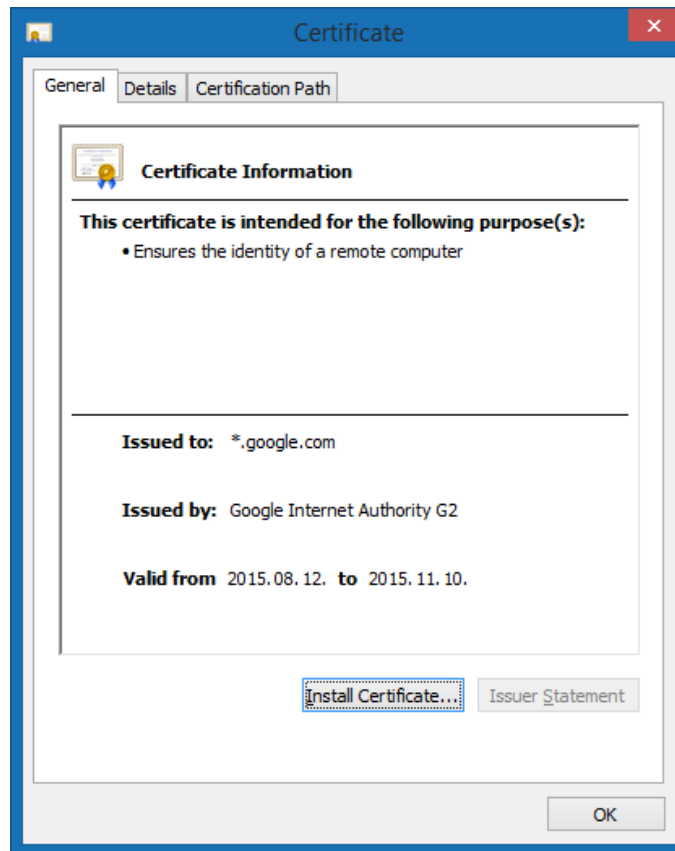 Certificate
General Details Certification Path
Certificate Information
This certificate is intended for the following purpose(s):
• Ensures the identity of a remote computer
Issued to: *.google.com
Issued by: Google Internet Authority G2
Valid from 2015.08.12. to 2015.11.10.
Install Certificate... Issuer Statement
OK